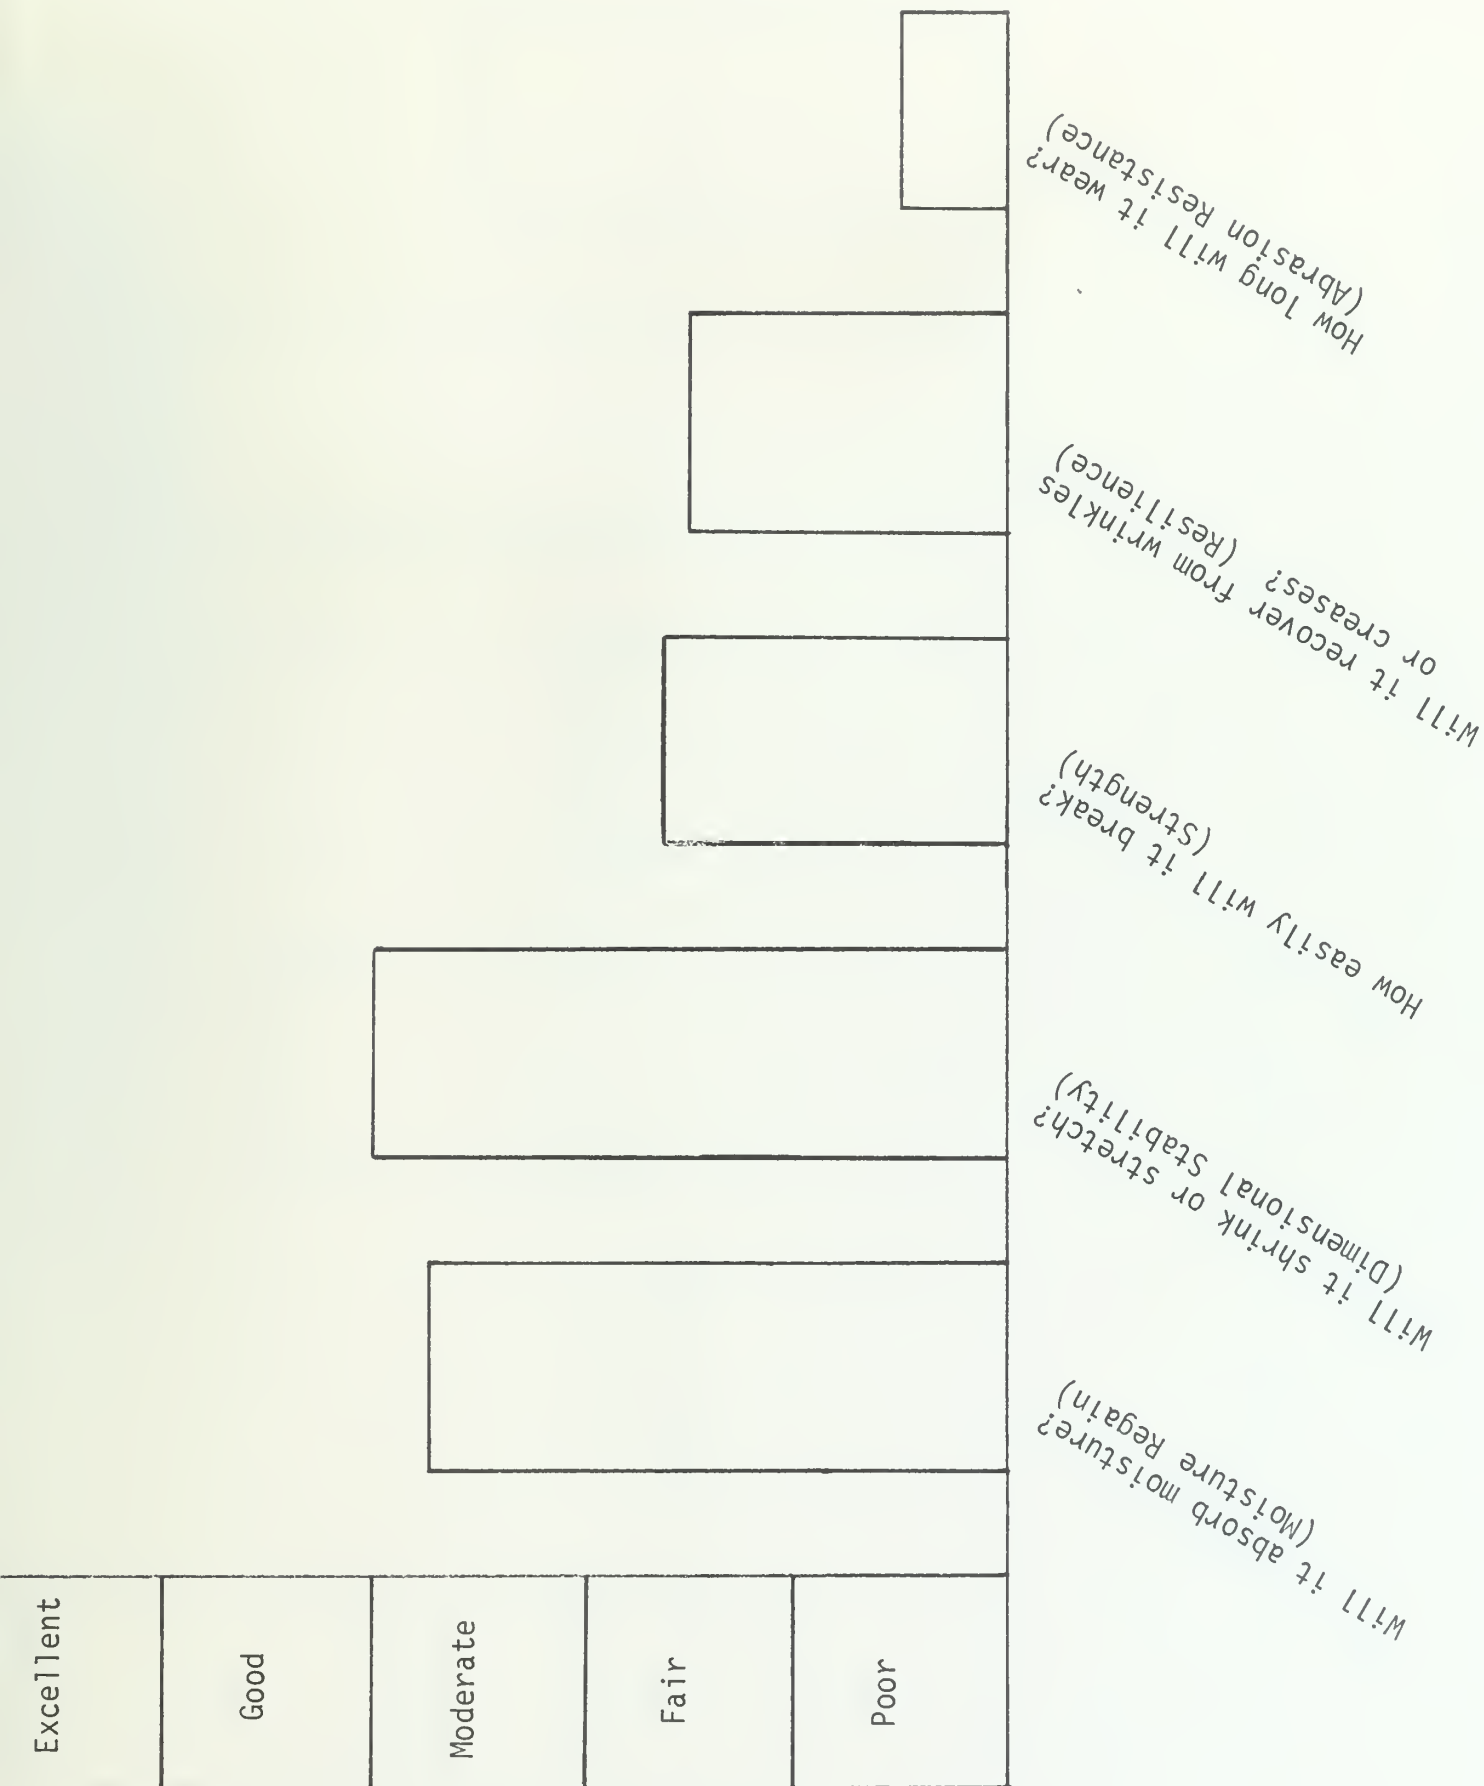 Excellent
Good
Moderate
Fair
Poor
Will it absorb moisture?
(Moisture Regain)
Will it shrink or stretch?
(Dimensional Stability)
How easily will it break?
(Strength)
Will it recover from wrinkles
or creases? (Resilience)
How long will it wear?
(Abrasion Resistance)